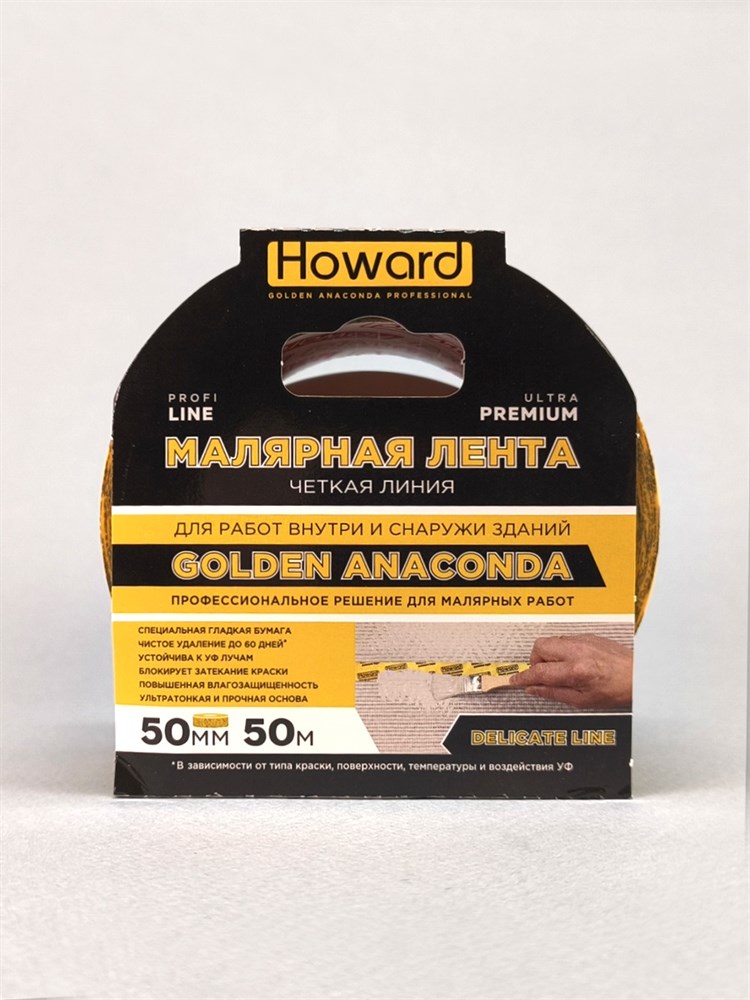 Howard
GOLDEN ANACONDA PROFESSIONAL
PROFI
LINE
ULTRA
PREMIUM
МАЛЯРНАЯ ЛЕНТА
ЧЕТКАЯ ЛИНИЯ
ДЛЯ РАБОТ ВНУТРИ И СНАРУЖИ ЗДАНИЙ
GOLDEN ANACONDA
ПРОФЕССИОНАЛЬНОЕ РЕШЕНИЕ ДЛЯ МАЛЯРНЫХ РАБОТ
СПЕЦИАЛЬНАЯ ГЛАДКАЯ БУМАГА
ЧИСТОЕ УДАЛЕНИЕ ДО 60 ДНЕЙ*
УСТОЙЧИВА К УФ ЛУЧАМ
БЛОКИРУЕТ ЗАТЕКАНИЕ КРАСКИ
ПОВЫШЕННАЯ ВЛАГОЗАЩИЩЕННОСТЬ
УЛЬТРАТОНКАЯ И ПРОЧНАЯ ОСНОВА
50ММ 50М
DELICATE LINE
*В зависимости от типа краски, поверхности, температуры и воздействия УФ